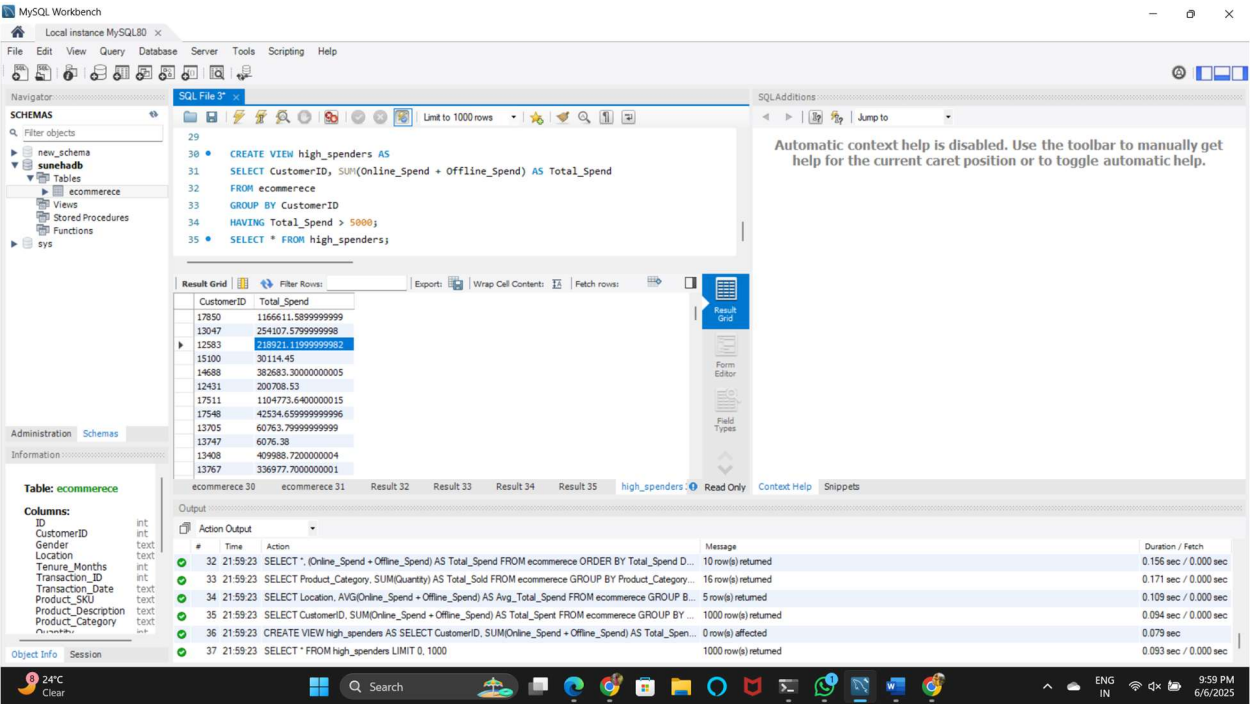 MySQL Workbench
Local instance MySQL80
File Edit View Query Database Server Tools Scripting Help
Navigator
SCHEMAS
Filter objects
new_schema
sunehadb
Tables
ecommerece
Views
Stored Procedures
Functions
sys
Administration Schemas
Information
Table: ecommerece
Columns:
ID int
CustomerID int
Gender text
Location text
Tenure_Months int
Transaction_ID int
Transaction_Date text
Product_SKU text
Product_Description text
Product_Category text
Quantity int
Object Info Session
SQL File 3*
Limit to 1000 rows
29
30 CREATE VIEW high_spenders AS
31 SELECT CustomerID, SUM(Online_Spend + Offline_Spend) AS Total_Spend
32 FROM ecommerece
33 GROUP BY CustomerID
34 HAVING Total_Spend > 5000;
35 SELECT * FROM high_spenders;
Result Grid Filter Rows: Export: Wrap Cell Content: Fetch rows:
CustomerID Total_Spend
17850 1166611.5899999999
13047 254107.5799999998
12583 218921.11999999982
15100 30114.45
14688 382683.30000000005
12431 200708.53
17511 1104773.6400000015
17548 42534.659999999996
13705 60763.79999999999
13747 6076.38
13408 409988.7200000004
13767 336977.7000000001
Result Grid
Form Editor
Field Types
ecommerece 30 ecommerece 31 Result 32 Result 33 Result 34 Result 35 high_spenders Read Only
SQLAdditions
Jump to
Automatic context help is disabled. Use the toolbar to manually get
help for the current caret position or to toggle automatic help.
Context Help Snippets
Output
Action Output
# Time Action Message Duration / Fetch
32 21:59:23 SELECT *, (Online_Spend + Offline_Spend) AS Total_Spend FROM ecommerece ORDER BY Total_Spend D... 10 row(s) returned 0.156 sec / 0.000 sec
33 21:59:23 SELECT Product_Category, SUM(Quantity) AS Total_Sold FROM ecommerece GROUP BY Product_Category... 16 row(s) returned 0.171 sec / 0.000 sec
34 21:59:23 SELECT Location, AVG(Online_Spend + Offline_Spend) AS Avg_Total_Spend FROM ecommerece GROUP B... 5 row(s) returned 0.109 sec / 0.000 sec
35 21:59:23 SELECT CustomerID, SUM(Online_Spend + Offline_Spend) AS Total_Spent FROM ecommerece GROUP BY ... 1000 row(s) returned 0.094 sec / 0.000 sec
36 21:59:23 CREATE VIEW high_spenders AS SELECT CustomerID, SUM(Online_Spend + Offline_Spend) AS Total_Spen... 0 row(s) affected 0.079 sec
37 21:59:23 SELECT * FROM high_spenders LIMIT 0, 1000 1000 row(s) returned 0.093 sec / 0.000 sec
8
24°C
Clear
Search
1
ENG
IN
9:59 PM
6/6/2025